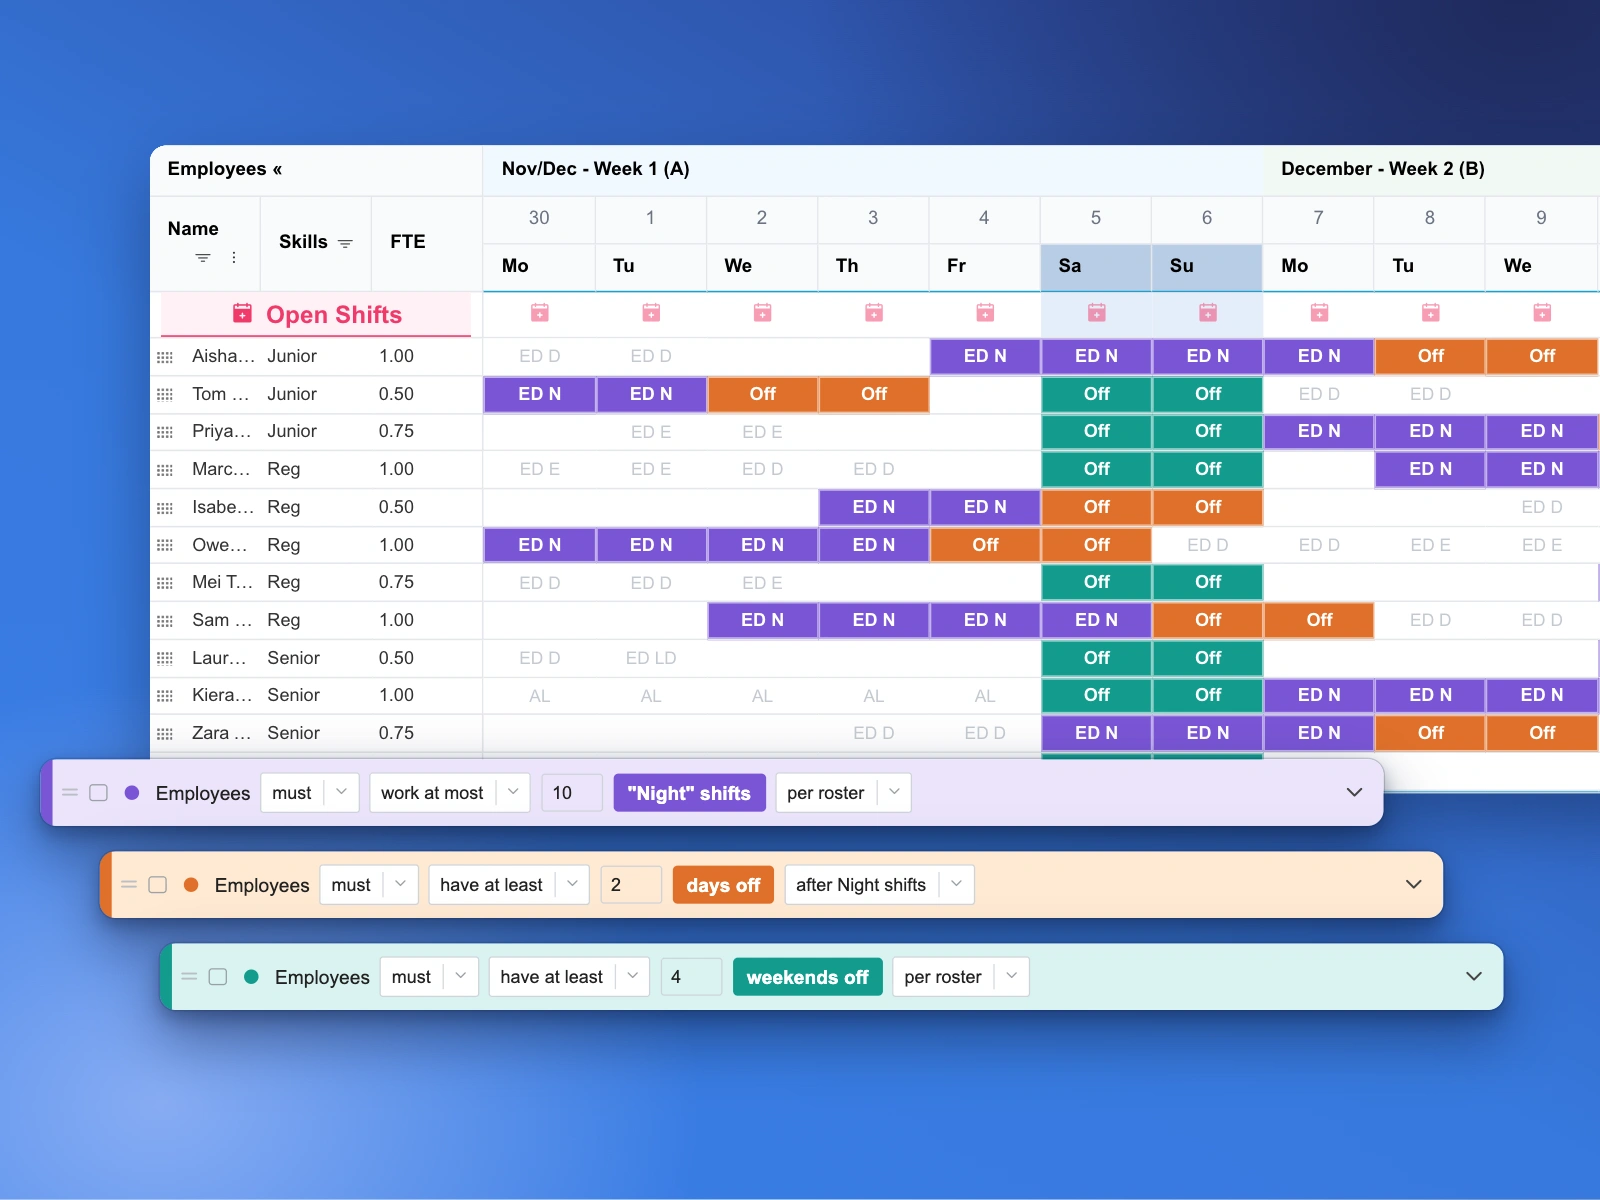 Employees « Nov/Dec - Week 1 (A) December - Week 2 (B)
Name Skills FTE 30 1 2 3 4 5 6 7 8 9
Mo Tu We Th Fr Sa Su Mo Tu We
Open Shifts
Aisha... Junior 1.00 ED D ED D ED N ED N ED N ED N Off Off
Tom ... Junior 0.50 ED N ED N Off Off Off Off ED D ED D
Priya... Junior 0.75 ED E ED E Off Off ED N ED N ED N
Marc... Reg 1.00 ED E ED E ED D ED D Off Off ED N ED N
Isabe... Reg 0.50 ED N ED N Off Off ED D
Owe... Reg 1.00 ED N ED N ED N ED N Off Off ED D ED D ED E ED E
Mei T... Reg 0.75 ED D ED D ED E Off Off
Sam ... Reg 1.00 ED N ED N ED N ED N Off Off ED D ED D
Laur... Senior 0.50 ED D ED LD Off Off
Kiera... Senior 1.00 AL AL AL AL AL Off Off ED N ED N ED N
Zara ... Senior 0.75 ED D ED D ED N ED N ED N Off Off
Employees must work at most 10 "Night" shifts per roster
Employees must have at least 2 days off after Night shifts
Employees must have at least 4 weekends off per roster